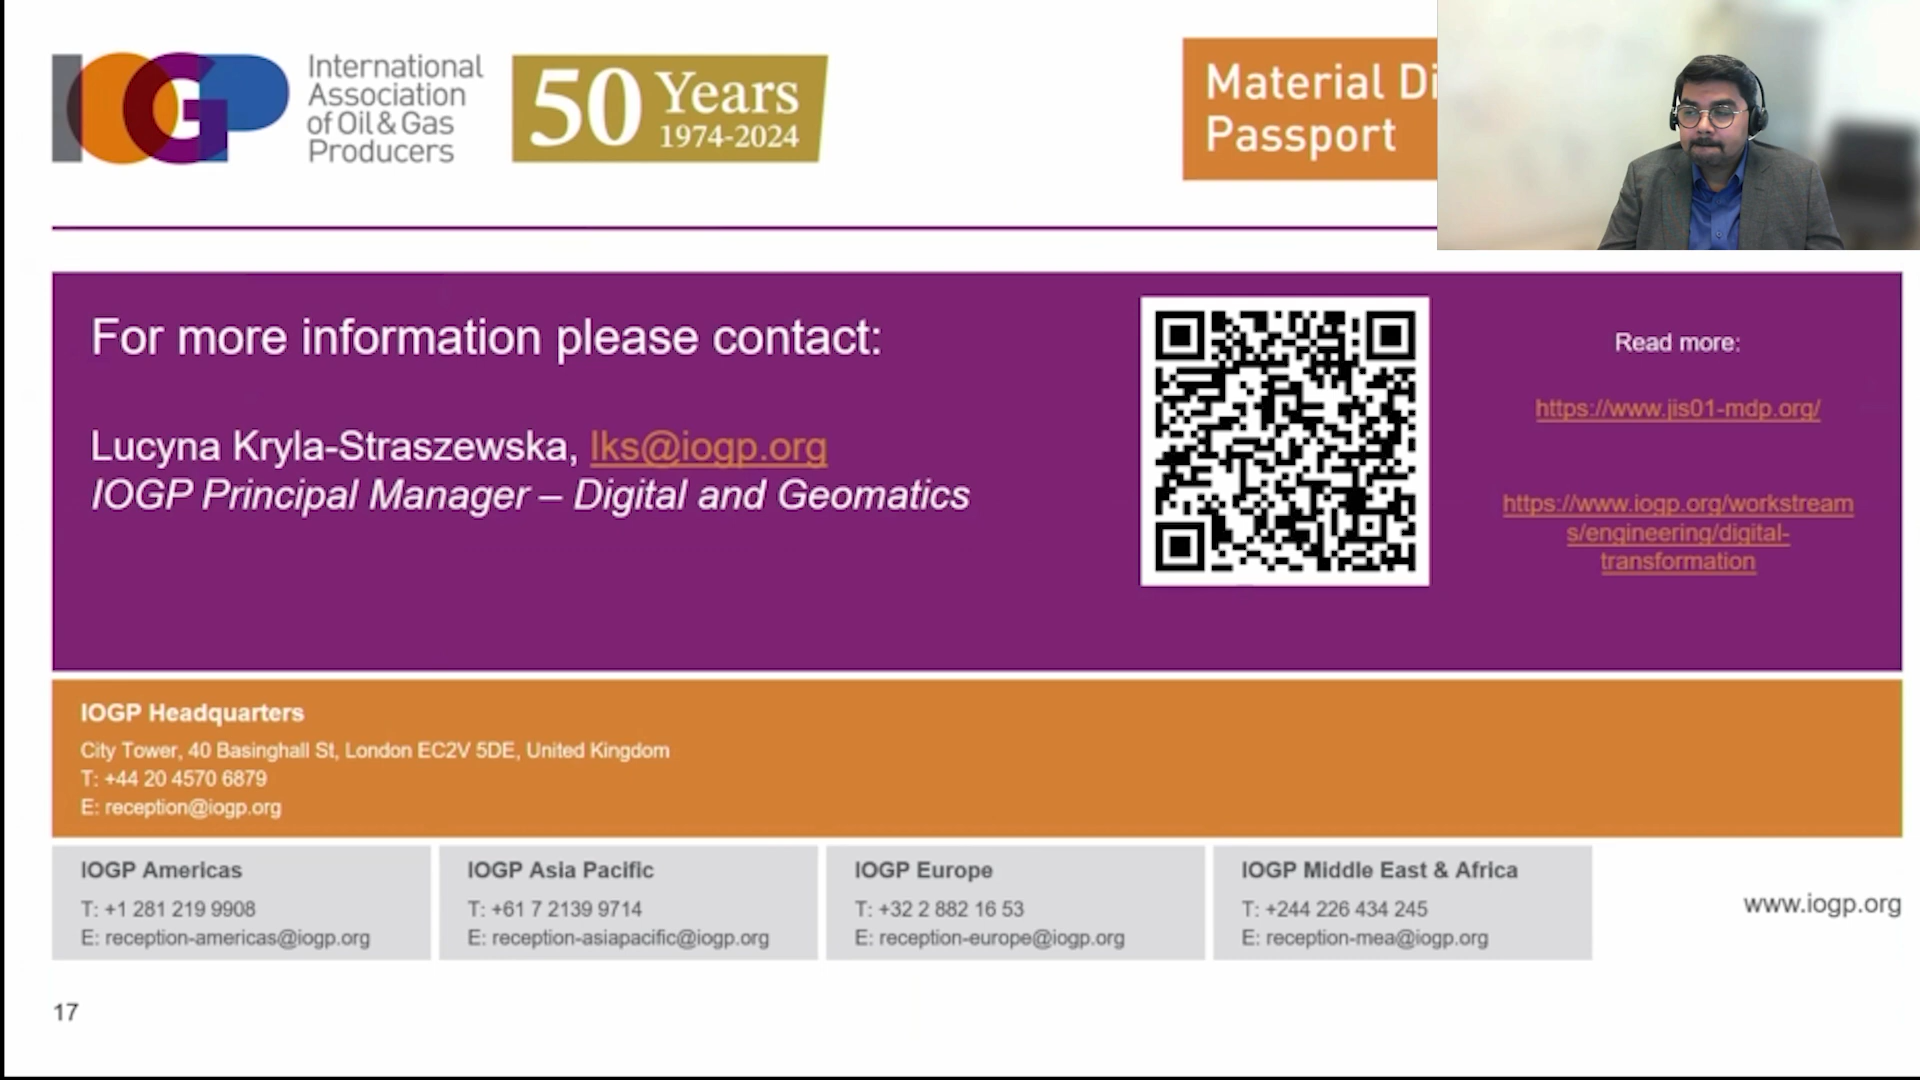 IOGP
International
Association
of Oil & Gas
Producers
50 Years
1974-2024
Material Di
Passport
For more information please contact:
Lucyna Kryla-Straszewska, lks@iogp.org
IOGP Principal Manager – Digital and Geomatics
Read more:
https://www.jis01-mdp.org/
https://www.iogp.org/workstream
s/engineering/digital-
transformation
IOGP Headquarters
City Tower, 40 Basinghall St, London EC2V 5DE, United Kingdom
T: +44 20 4570 6879
E: reception@iogp.org
IOGP Americas
T: +1 281 219 9908
E: reception-americas@iogp.org
IOGP Asia Pacific
T: +61 7 2139 9714
E: reception-asiapacific@iogp.org
IOGP Europe
T: +32 2 882 16 53
E: reception-europe@iogp.org
IOGP Middle East & Africa
T: +244 226 434 245
E: reception-mea@iogp.org
www.iogp.org
17